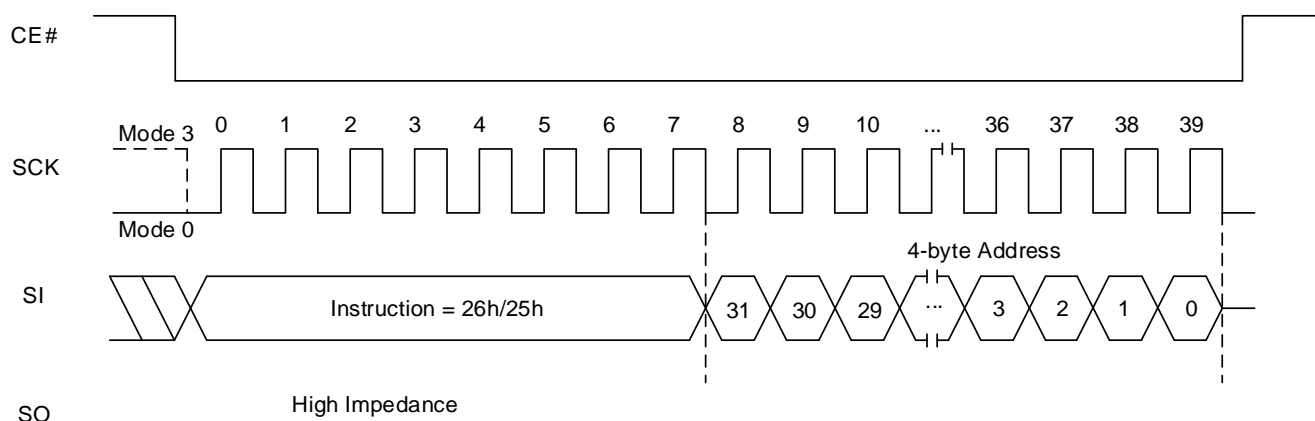 CE#
Mode 3
0 1 2 3 4 5 6 7 8 9 10 ... 36 37 38 39
SCK
Mode 0
4-byte Address
SI
Instruction = 26h/25h
31 30 29 ... 3 2 1 0
High Impedance
SO